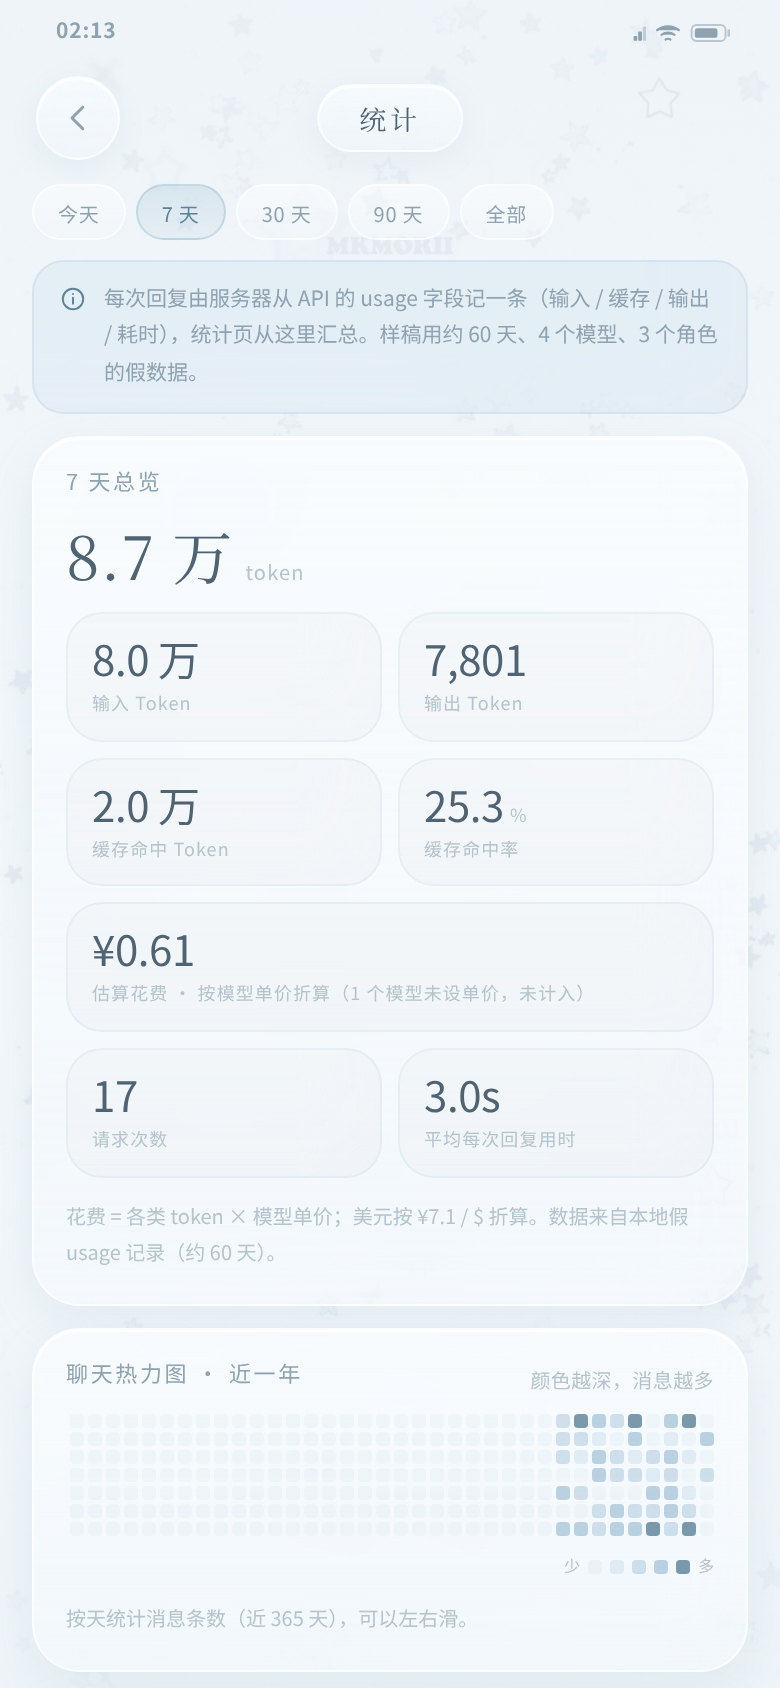 02:13
统计
今天
7 天
30 天
90 天
全部
MKMORII
每次回复由服务器从 API 的 usage 字段记一条（输入 / 缓存 / 输出
/ 耗时），统计页从这里汇总。样稿用约 60 天、4 个模型、3 个角色
的假数据。
7 天总览
8.7 万 token
8.0 万
输入 Token
7,801
输出 Token
2.0 万
缓存命中 Token
25.3 %
缓存命中率
¥0.61
估算花费 · 按模型单价折算（1 个模型未设单价，未计入）
17
请求次数
3.0s
平均每次回复用时
花费 = 各类 token × 模型单价；美元按 ¥7.1 / $ 折算。数据来自本地假
usage 记录（约 60 天）。
聊天热力图 · 近一年
颜色越深，消息越多
少
多
按天统计消息条数（近 365 天），可以左右滑。